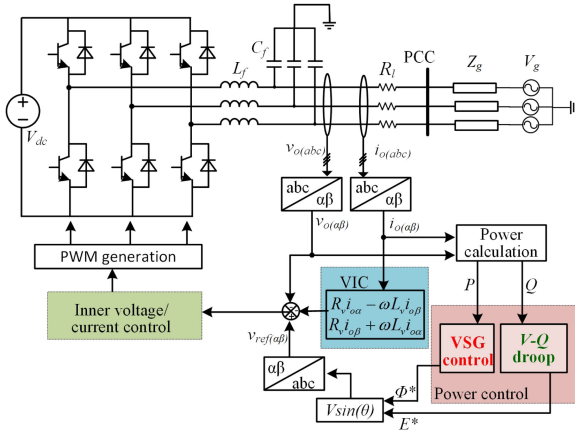 C_f
L_f
R_l
PCC
Z_g
V_g
V_dc
v_o(abc)
i_o(abc)
abc
αβ
abc
αβ
v_o(αβ)
i_o(αβ)
PWM generation
Power
calculation
VIC
P
Q
R_v i_oα − ωL_v i_oβ
R_v i_oβ + ωL_v i_oα
Inner voltage/
current control
v_ref(αβ)
VSG
control
V-Q
droop
αβ
abc
Power control
Φ*
Vsin(θ)
E*